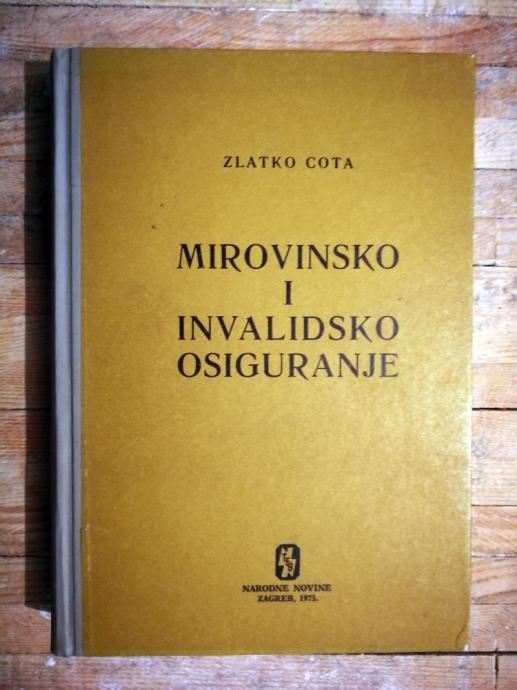 ZLATKO COTA
MIROVINSKO
I
INVALIDSKO
OSIGURANJE
NARODNE NOVINE
ZAGREB, 1973.